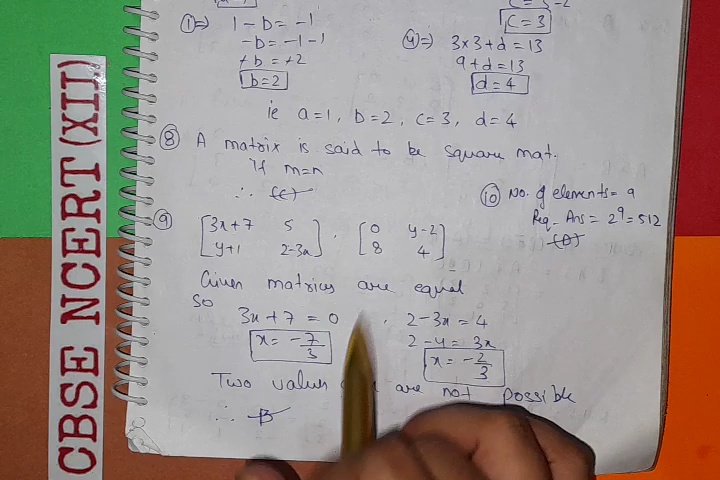 CBSE NCERT (XII)
C = 3
① ⇒ 1 - b = -1
-b = -1 - 1
+b = +2
b = 2
④ ⇒ 3×3 + d = 13
9 + d = 13
d = 4
ie a = 1, b = 2, c = 3, d = 4
⑧ A matrix is said to be square mat.
if m = n
∴ (C)
⑨ [3x+7 5
y+1 2-3x] , [0 y-2
8 4]
Given matrices are equal
so
3x + 7 = 0 , 2 - 3x = 4
x = -7/3
2 - 4 = 3x
x = -2/3
Two values are not possible
∴ B
⑩ No. of elements = 9
Req. Ans = 2^9 = 512
(D)